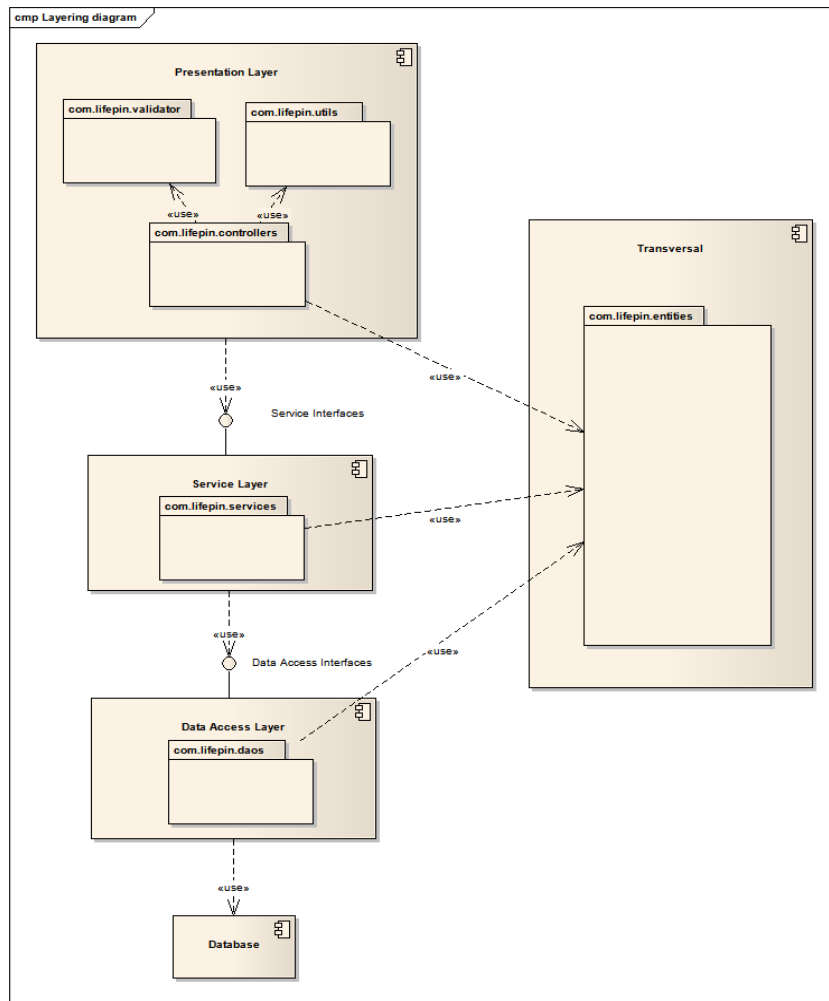 cmp Layering diagram
Presentation Layer
com.lifepin.validator
com.lifepin.utils
«use»
«use»
com.lifepin.controllers
Transversal
com.lifepin.entities
«use»
«use»
Service Interfaces
Service Layer
com.lifepin.services
«use»
«use»
Data Access Interfaces
«use»
Data Access Layer
com.lifepin.daos
«use»
Database